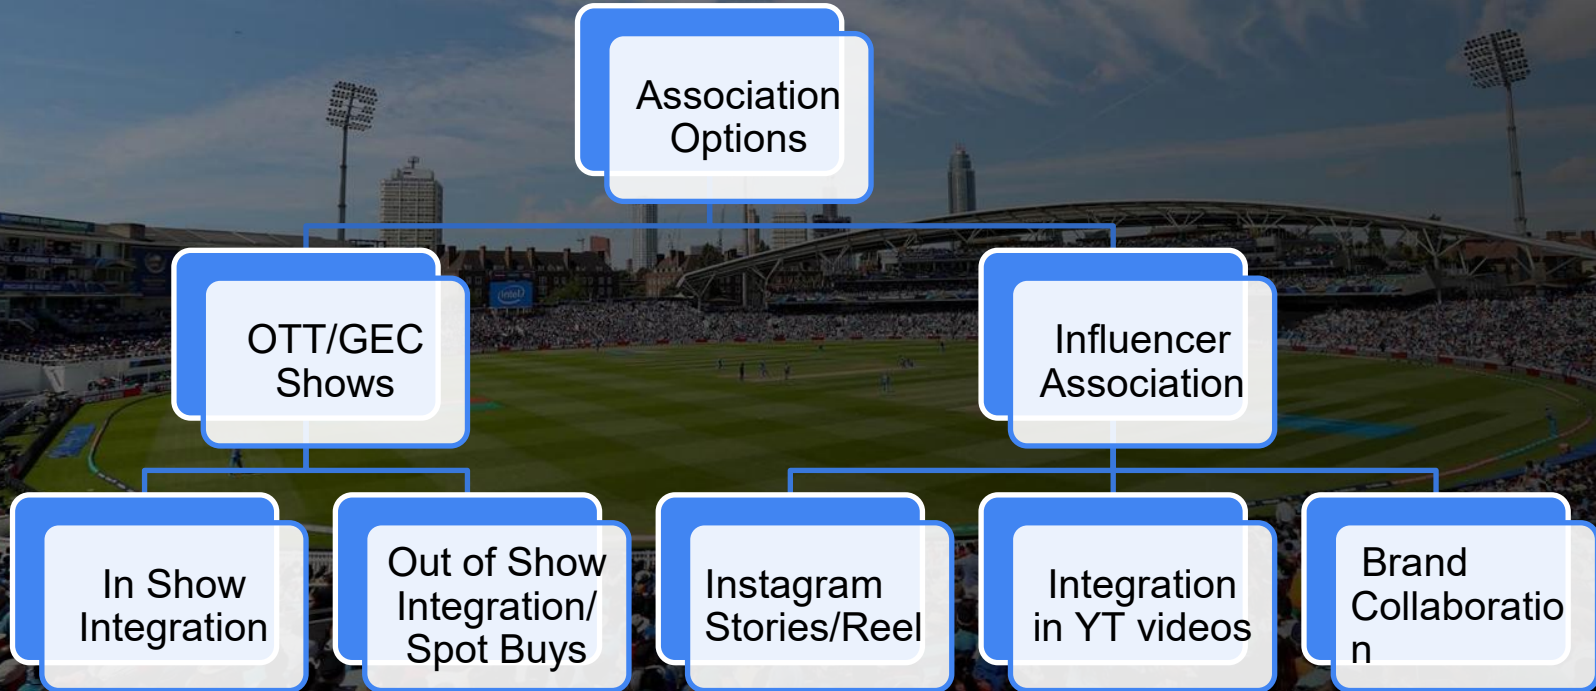 Association
Options
OTT/GEC
Shows
Influencer
Association
In Show
Integration
Out of Show
Integration/
Spot Buys
Instagram
Stories/Reel
Integration
in YT videos
Brand
Collaboratio
n
(intel)